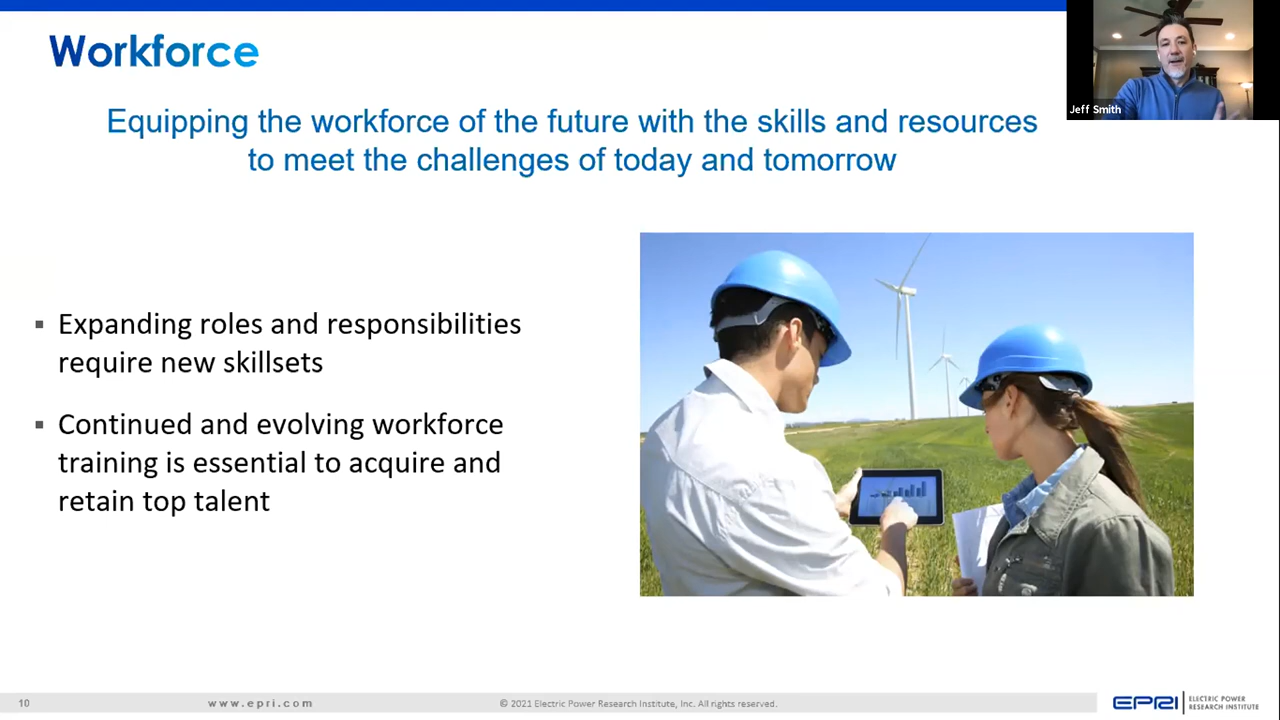 Workforce
Jeff Smith
Equipping the workforce of the future with the skills and resources
to meet the challenges of today and tomorrow
▪ Expanding roles and responsibilities
require new skillsets
▪ Continued and evolving workforce
training is essential to acquire and
retain top talent
10
www.epri.com
© 2021 Electric Power Research Institute, Inc. All rights reserved.
EPRI
ELECTRIC POWER
RESEARCH INSTITUTE